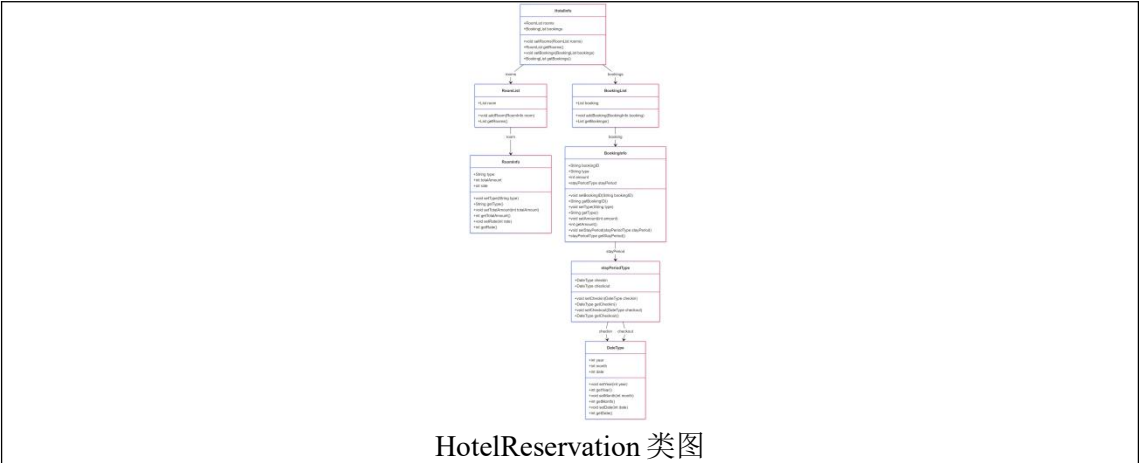 HotelInfo
+RoomList rooms
+BookingList bookings
+void setRooms(RoomList rooms)
+RoomList getRooms()
+void setBookings(BookingList bookings)
+BookingList getBookings()
rooms
bookings
RoomList
+List room
+void addRoom(RoomInfo room)
+List getRooms()
BookingList
+List booking
+void addBooking(BookingInfo booking)
+List getBookings()
room
booking
RoomInfo
+String type
+int totalAmount
+int rate
+void setType(String type)
+String getType()
+void setTotalAmount(int totalAmount)
+int getTotalAmount()
+void setRate(int rate)
+int getRate()
BookingInfo
+String bookingID
+String type
+int amount
+stayPeriodType stayPeriod
+void setBookingID(String bookingID)
+String getBookingID()
+void setType(String type)
+String getType()
+void setAmount(int amount)
+int getAmount()
+void setStayPeriod(stayPeriodType stayPeriod)
+stayPeriodType getStayPeriod()
stayPeriod
stayPeriodType
+DateType checkin
+DateType checkout
+void setCheckin(DateType checkin)
+DateType getCheckin()
+void setCheckout(DateType checkout)
+DateType getCheckout()
checkin
checkout
DateType
+int year
+int month
+int date
+void setYear(int year)
+int getYear()
+void setMonth(int month)
+int getMonth()
+void setDate(int date)
+int getDate()
HotelReservation 类图